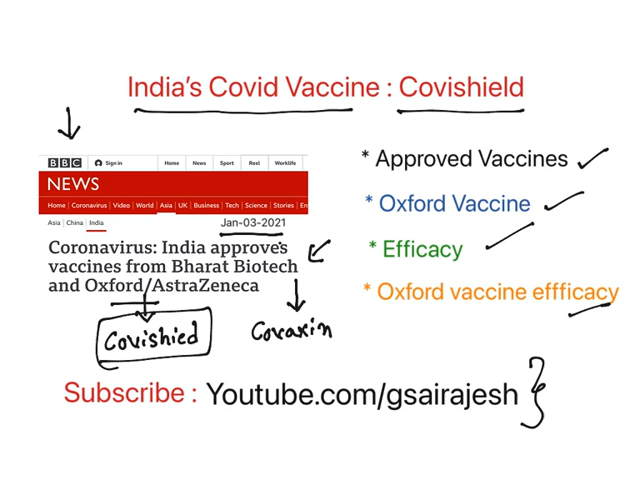 India's Covid Vaccine : Covishield
BBC Sign in Home News Sport Reel Worklife
NEWS
Home Coronavirus Video World Asia UK Business Tech Science Stories En
Asia China India
Jan-03-2021
Coronavirus: India approve's
vaccines from Bharat Biotech
and Oxford/AstraZeneca
Covishied
Covaxin
* Approved Vaccines
* Oxford Vaccine
* Efficacy
* Oxford vaccine effficacy
Subscribe : Youtube.com/gsairajesh